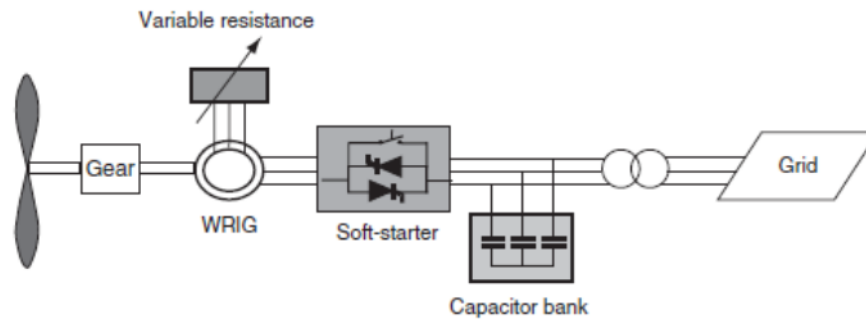 Variable resistance
Gear
WRIG
Soft-starter
Capacitor bank
Grid